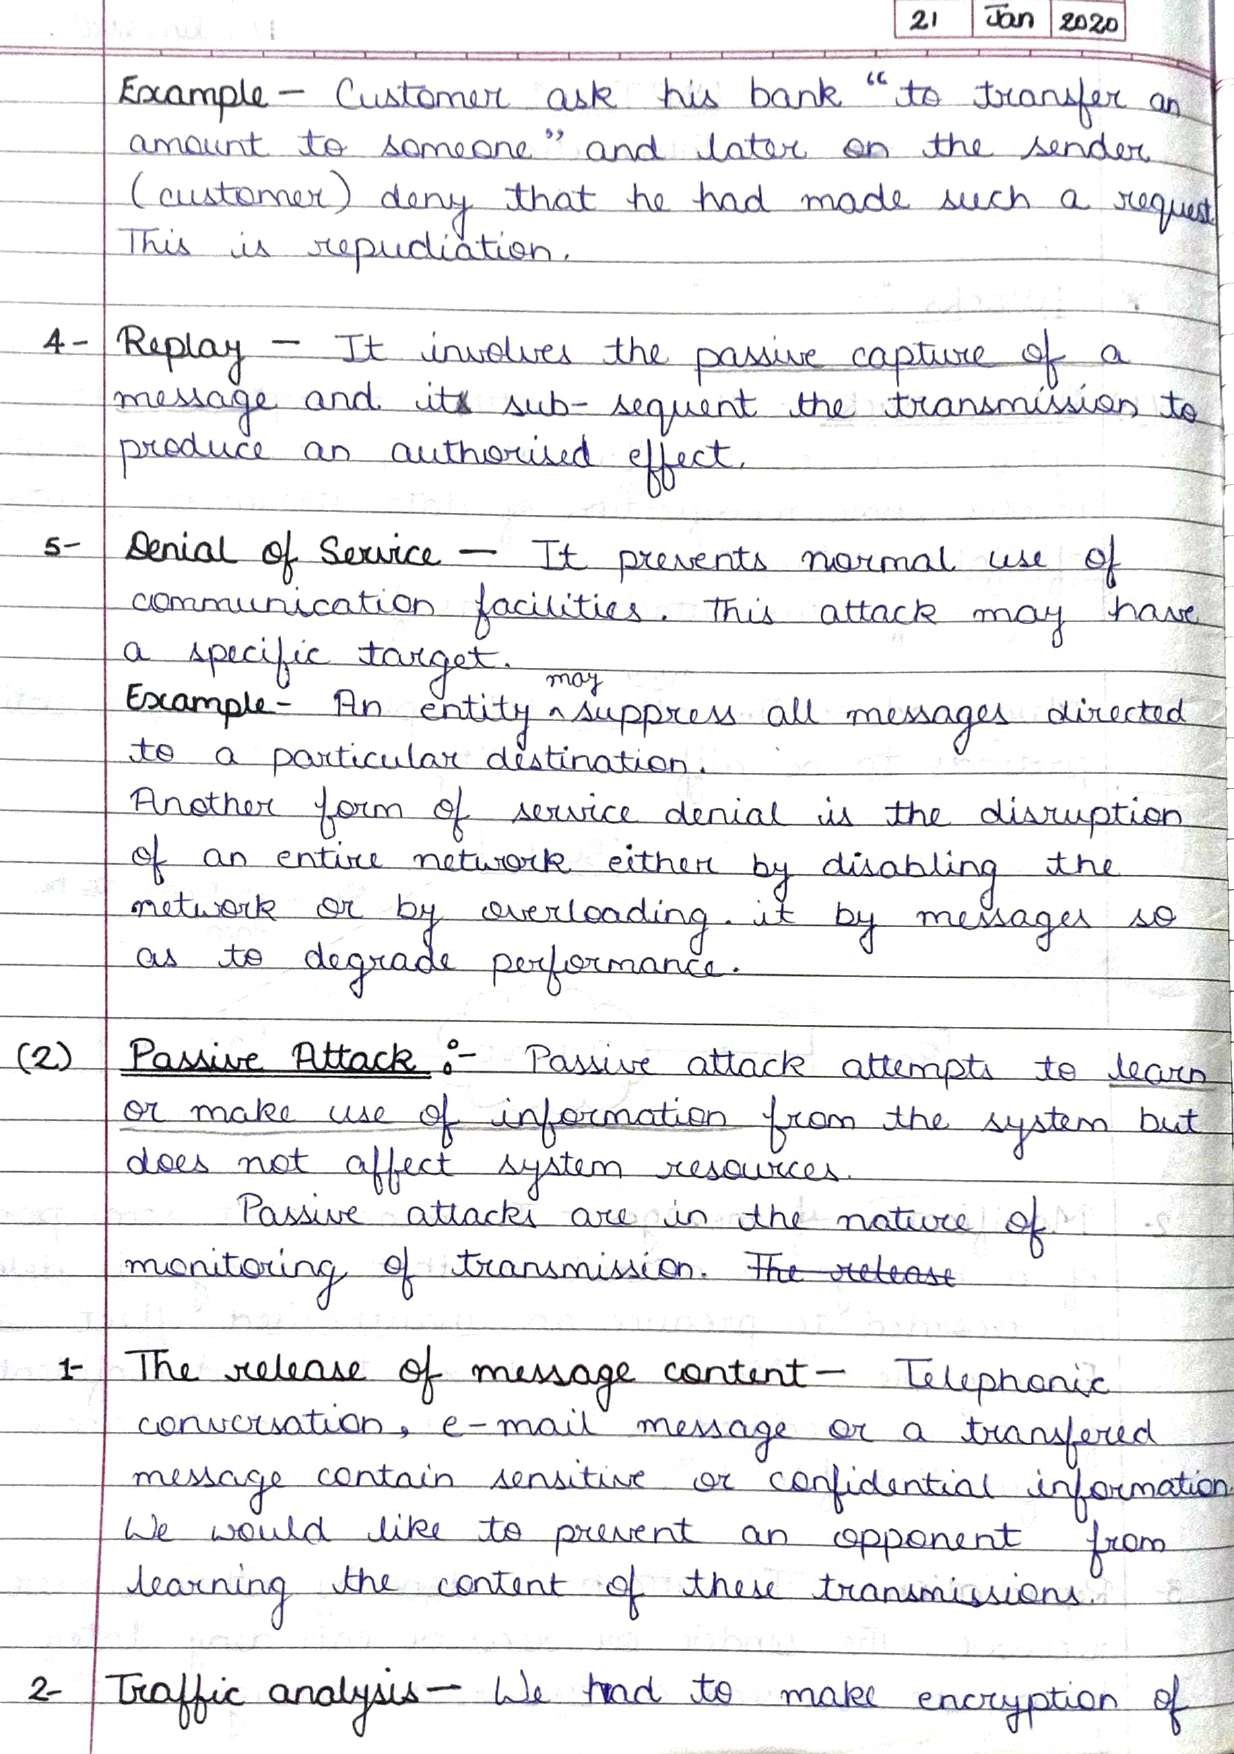 21 Jan 2020
Example - Customer ask his bank "to transfer an
amount to someone" and later on the sender
(customer) deny that he had made such a request
This is repudiation.
4- Replay - It involves the passive capture of a
message and its sub-sequent the transmission to
produce an authorised effect.
5- Denial of Service - It prevents normal use of
communication facilities. This attack may have
a specific target.
may
Example- An entity ^ suppress all messages directed
to a particular destination.
Another form of service denial is the disruption
of an entire network either by disabling the
network or by overloading. it by messages so
as to degrade performance.
(2) Passive Attack :- Passive attack attempts to learn
or make use of information from the system but
does not affect system resources.
Passive attacks are in the nature of
monitoring of transmission. The release
1- The release of message content - Telephonic
conversation, e-mail message or a transfered
message contain sensitive or confidential information
We would like to prevent an opponent from
learning the content of these transmissions.
2- Traffic analysis - We had to make encryption of